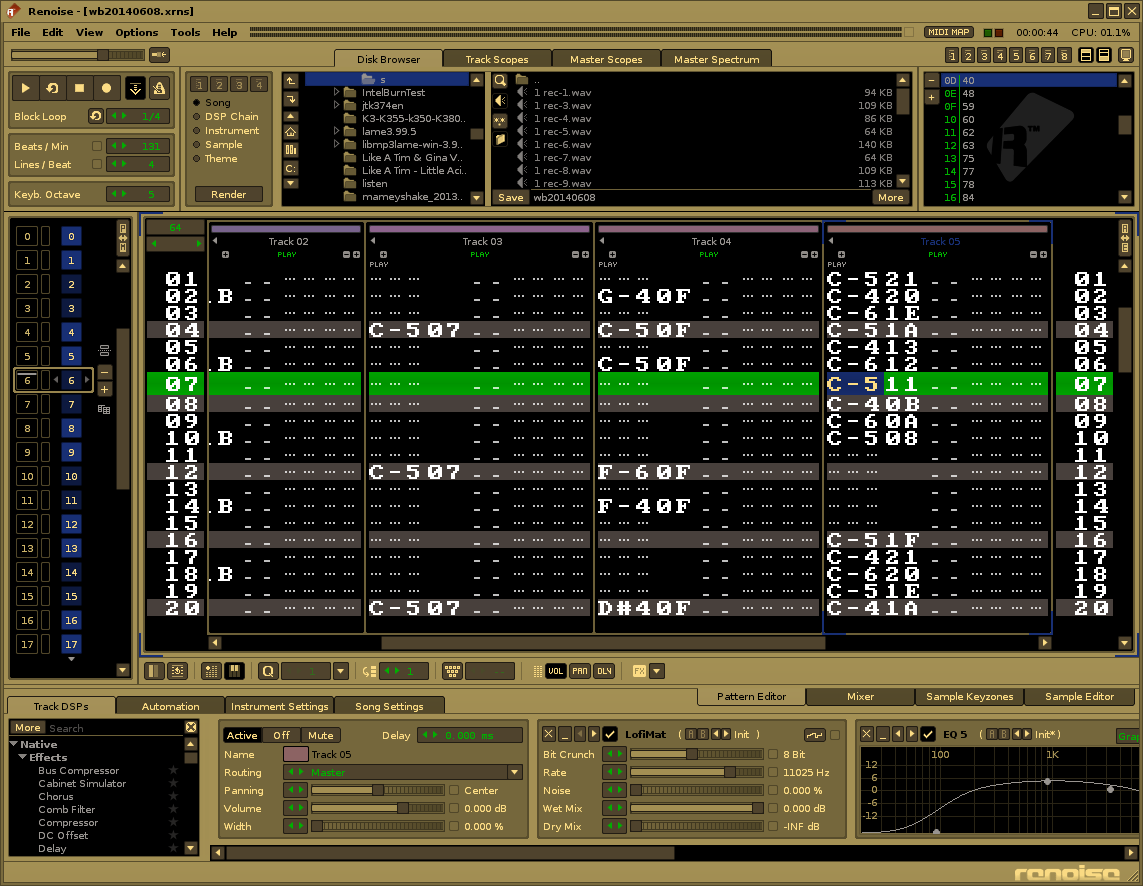 Renoise - [wb20140608.xrns]
File Edit View Options Tools Help
MIDI MAP 00:00:44 CPU: 01.1%
Disk Browser Track Scopes Master Scopes Master Spectrum
1 2 3 4 5 6 7 8
Block Loop 1/4
Beats / Min 131
Lines / Beat 4
Keyb. Octave 5
1 2 3 4
Song
DSP Chain
Instrument
Sample
Theme
Render
C:
s
IntelBurnTest
jtk374en
K3-K355-k350-K380..
lame3.99.5
libmp3lame-win-3.9..
Like A Tim & Gina V..
Like A Tim - Little Aci..
listen
mameyshake_2013..
..
1 rec-1.wav 94 KB
1 rec-3.wav 109 KB
1 rec-4.wav 86 KB
1 rec-5.wav 64 KB
1 rec-6.wav 140 KB
1 rec-7.wav 64 KB
1 rec-8.wav 109 KB
1 rec-9.wav 113 KB
Save wb20140608 More
0D 40
0E 48
0F 59
10 60
11 62
12 63
13 75
14 77
15 78
16 84
R™
0 0
1 1
2 2
3 3
4 4
5 5
6 6
7 7
8 8
9 9
10 10
11 11
12 12
13 13
14 14
15 15
16 16
17 17
64
Track 02 Track 03 Track 04 Track 05
PLAY PLAY PLAY PLAY
PLAY PLAY PLAY
01 C-521 01
02 .B G-40F C-420 02
03 C-61E 03
04 C-507 C-50F C-51A 04
05 C-413 05
06 .B C-50F C-612 06
07 C-511 07
08 C-40B 08
09 C-60A 09
10 .B C-508 10
11 11
12 C-507 F-60F 12
13 13
14 .B F-40F 14
15 15
16 C-51F 16
17 C-421 17
18 .B C-620 18
19 C-51E 19
20 C-507 D#40F C-41A 20
Q 1 VOL PAN DLY FX
Track DSPs Automation Instrument Settings Song Settings Pattern Editor Mixer Sample Keyzones Sample Editor
More Search
Native
Effects
Bus Compressor
Cabinet Simulator
Chorus
Comb Filter
Compressor
DC Offset
Delay
Active Off Mute Delay 0.000 ms
Name Track 05
Routing Master
Panning Center
Volume 0.000 dB
Width 0.000 %
LofiMat ( A B Init )
Bit Crunch 8 Bit
Rate 11025 Hz
Noise 0.000 %
Wet Mix 0.000 dB
Dry Mix -INF dB
EQ 5 ( A B Init* ) Gra
100 1K
12
6
0
-6
-12
renoise